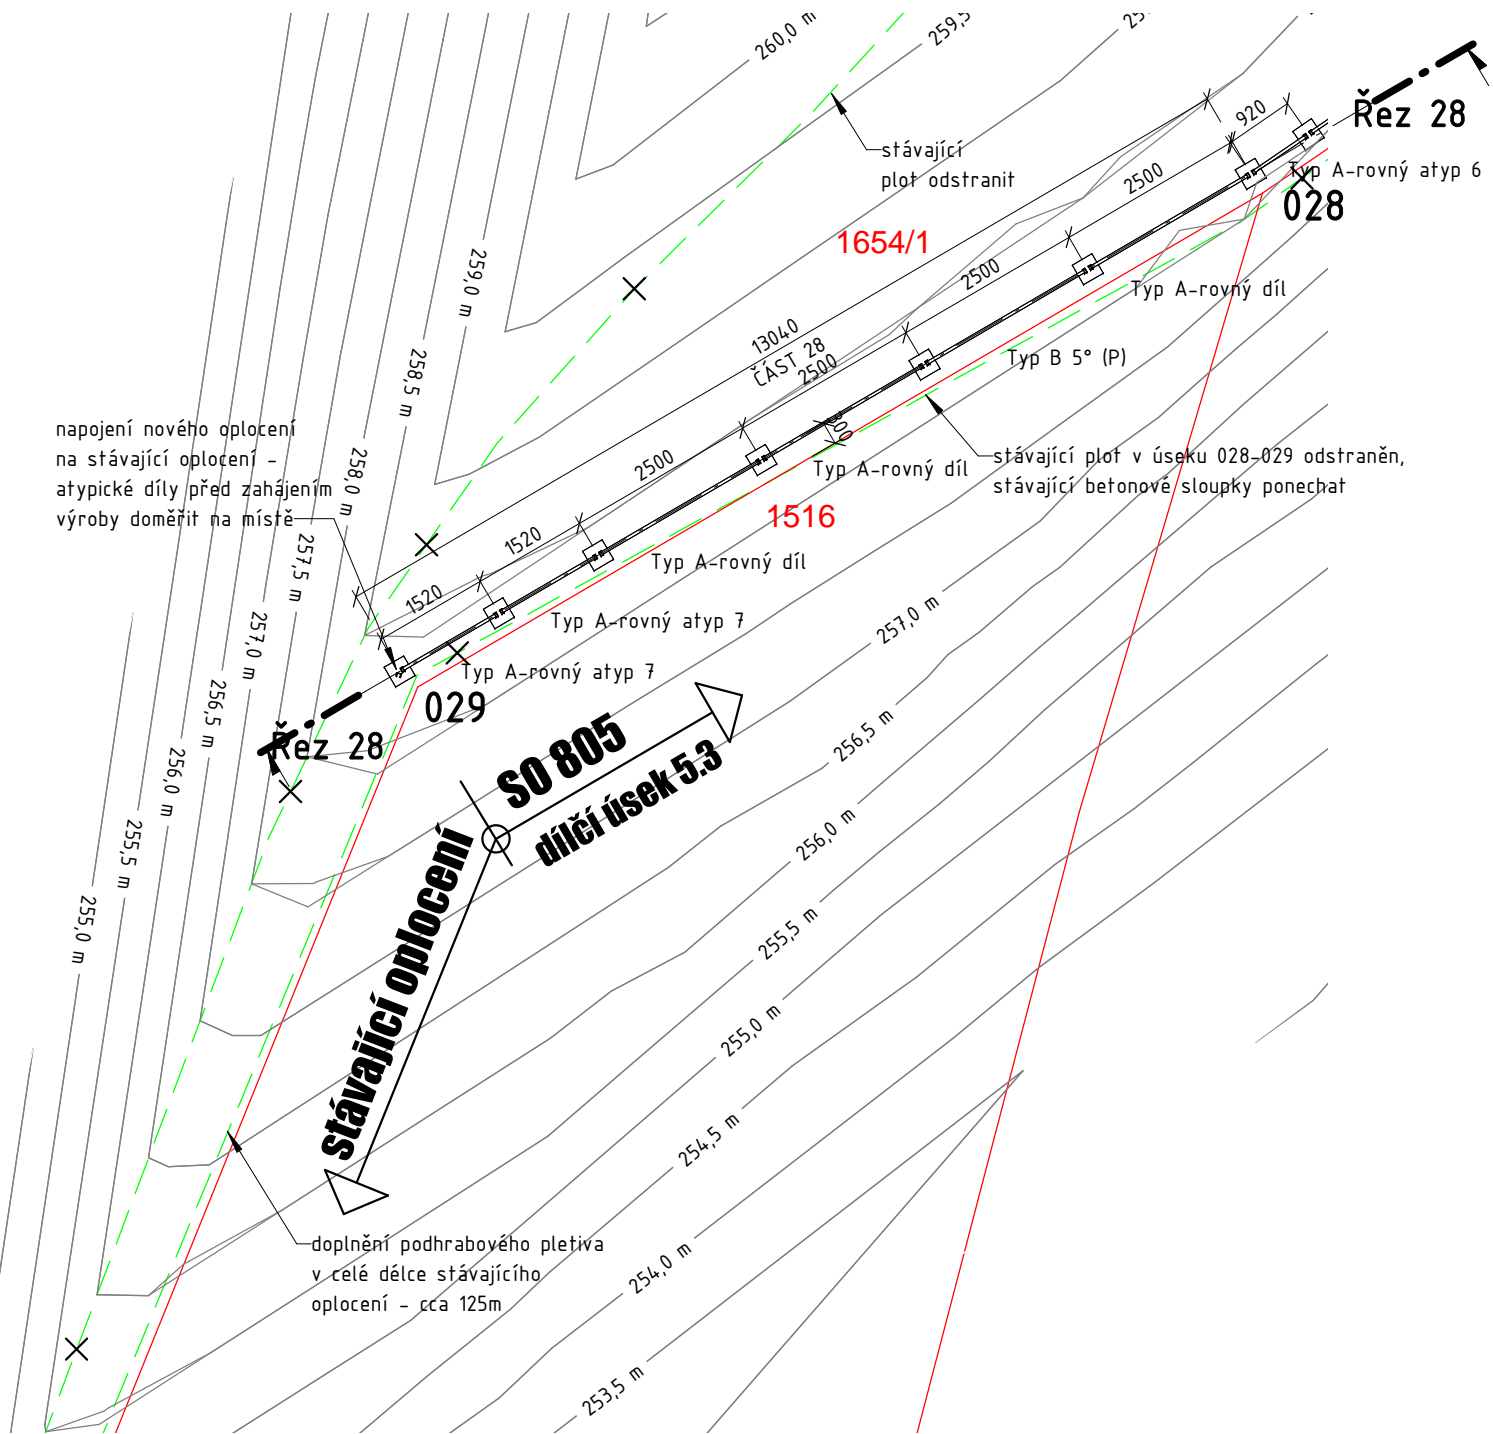 260,0 m
259,5
Řez 28
920
stávající
plot odstranit
Typ A-rovný atyp 6
2500
028
1654/1
259,0 m
2500
Typ A-rovný díl
13040
ČÁST 28
2500
Typ B 5° (P)
258,5 m
napojení nového oplocení
na stávající oplocení -
atypické díly před zahájením
výroby doměřit na místě
stávající plot v úseku 028-029 odstraněn,
stávající betonové sloupky ponechat
2500
Typ A-rovný díl
258,0 m
1516
1520
257,5 m
Typ A-rovný díl
1520
257,0 m
257,0 m
Typ A-rovný atyp 7
Typ A-rovný atyp 7
029
256,5 m
256,5 m
Řez 28
SO 805
dílčí úsek 5.3
256,0 m
256,0 m
255,5 m
stávající oplocení
255,0 m
255,5 m
255,0 m
254,5 m
doplnění podhrabového pletiva
v celé délce stávajícího
oplocení - cca 125m
254,0 m
253,5 m